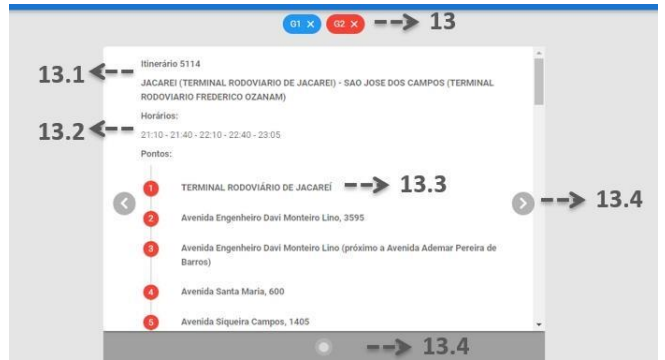 G1 × G2 × 13
13.1 Itinerário 5114
JACAREI (TERMINAL RODOVIARIO DE JACAREI) - SAO JOSE DOS CAMPOS (TERMINAL
RODOVIARIO FREDERICO OZANAM)
Horários:
13.2 21:10 - 21:40 - 22:10 - 22:40 - 23:05
Pontos:
1 TERMINAL RODOVIÁRIO DE JACAREÍ 13.3
13.4
2 Avenida Engenheiro Davi Monteiro Lino, 3595
3 Avenida Engenheiro Davi Monteiro Lino (próximo a Avenida Ademar Pereira de
Barros)
4 Avenida Santa Maria, 600
5 Avenida Siqueira Campos, 1405
13.4